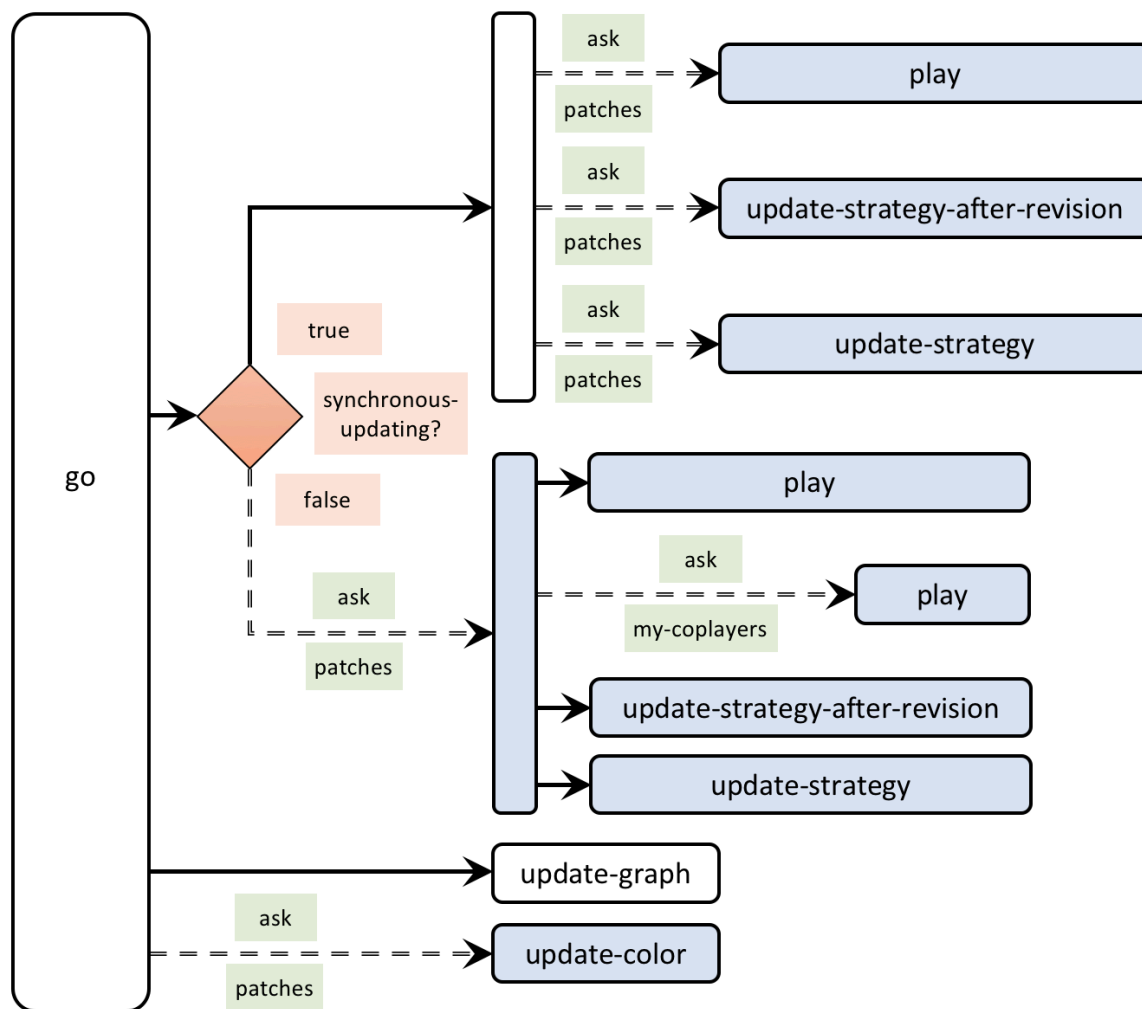 go
true
synchronous-
updating?
false
ask
patches
play
ask
patches
update-strategy-after-revision
ask
patches
update-strategy
ask
patches
play
ask
my-coplayers
play
update-strategy-after-revision
update-strategy
update-graph
ask
patches
update-color